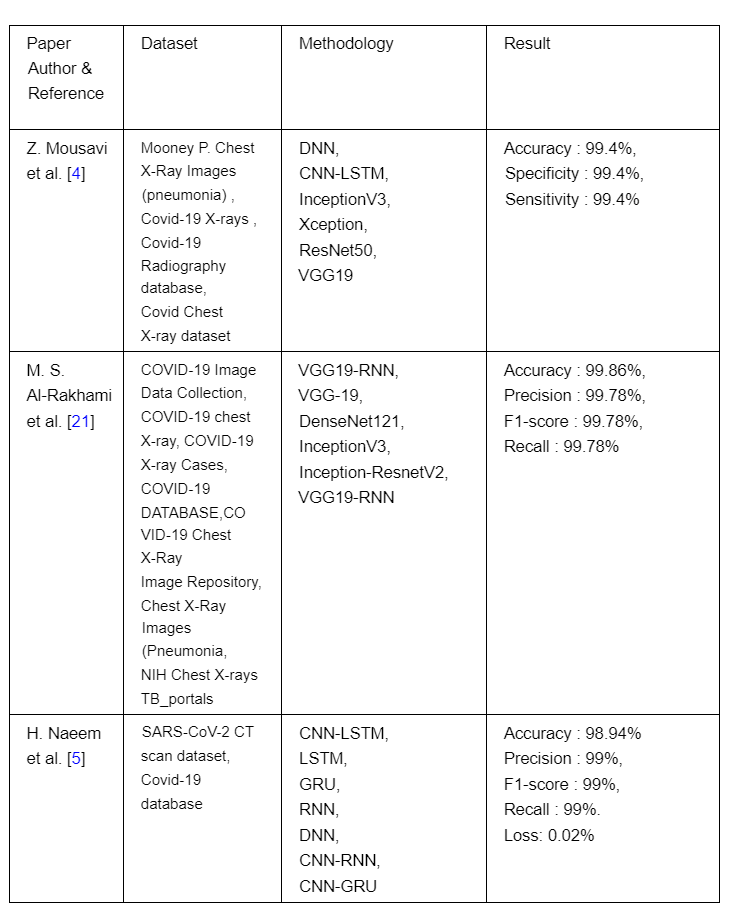 Paper
Author &
Reference
Dataset
Methodology
Result
Z. Mousavi
et al. [4]
Mooney P. Chest
X-Ray Images
(pneumonia) ,
Covid-19 X-rays ,
Covid-19
Radiography
database,
Covid Chest
X-ray dataset
DNN,
CNN-LSTM,
InceptionV3,
Xception,
ResNet50,
VGG19
Accuracy : 99.4%,
Specificity : 99.4%,
Sensitivity : 99.4%
M. S.
Al-Rakhami
et al. [21]
COVID-19 Image
Data Collection,
COVID-19 chest
X-ray, COVID-19
X-ray Cases,
COVID-19
DATABASE,CO
VID-19 Chest
X-Ray
Image Repository,
Chest X-Ray
Images
(Pneumonia,
NIH Chest X-rays
TB_portals
VGG19-RNN,
VGG-19,
DenseNet121,
InceptionV3,
Inception-ResnetV2,
VGG19-RNN
Accuracy : 99.86%,
Precision : 99.78%,
F1-score : 99.78%,
Recall : 99.78%
H. Naeem
et al. [5]
SARS-CoV-2 CT
scan dataset,
Covid-19
database
CNN-LSTM,
LSTM,
GRU,
RNN,
DNN,
CNN-RNN,
CNN-GRU
Accuracy : 98.94%
Precision : 99%,
F1-score : 99%,
Recall : 99%.
Loss: 0.02%